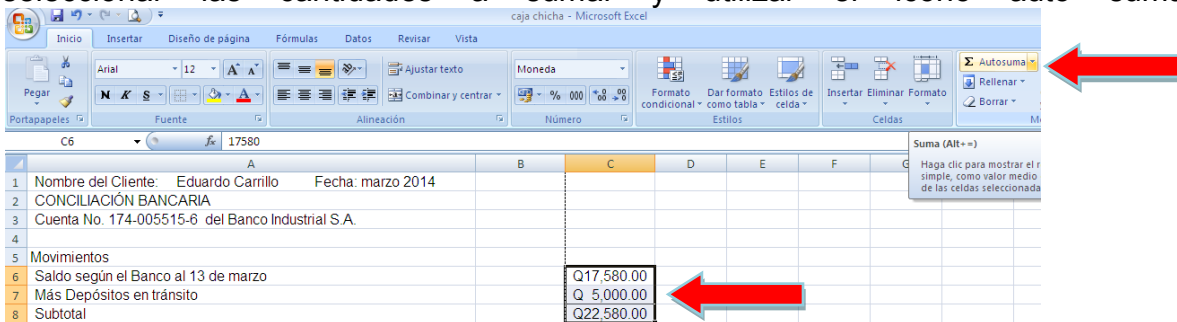 seleccionar las cantidades a sumar y utilizar el icono auto suma
caja chicha - Microsoft Excel
Inicio Insertar Diseño de página Fórmulas Datos Revisar Vista
Arial 12 A A Ajustar texto Moneda Σ Autosuma
Pegar N K S A Combinar y centrar % 000 Formato condicional Dar formato como tabla Estilos de celda Insertar Eliminar Formato Rellenar
Borrar
Portapapeles Fuente Alineación Número Estilos Celdas
C6 fx 17580
Suma (Alt+=)
Haga clic para mostrar el
simple, como valor medio
de las celdas seleccionada
A B C D E F G
1 Nombre del Cliente: Eduardo Carrillo Fecha: marzo 2014
2 CONCILIACIÓN BANCARIA
3 Cuenta No. 174-005515-6 del Banco Industrial S.A.
4
5 Movimientos
6 Saldo según el Banco al 13 de marzo Q17,580.00
7 Más Depósitos en tránsito Q 5,000.00
8 Subtotal Q22,580.00